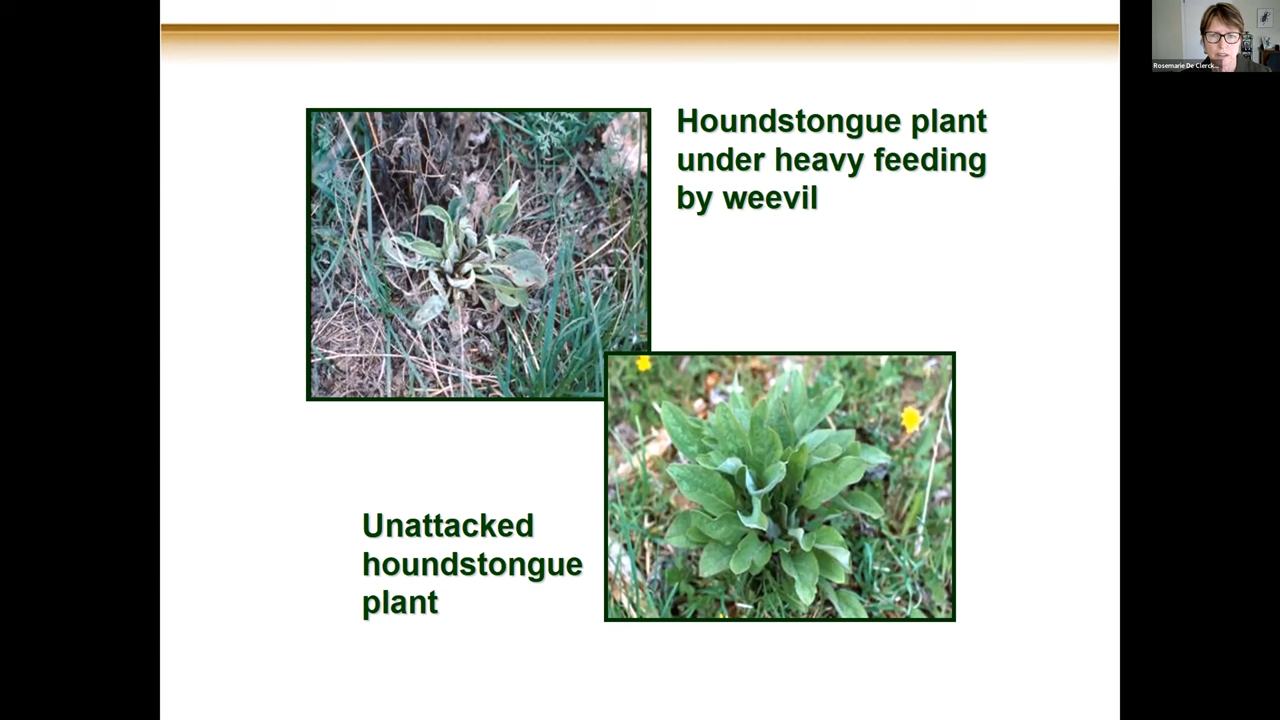 Rosemarie De Clerck...
Houndstongue plant
under heavy feeding
by weevil
Unattacked
houndstongue
plant